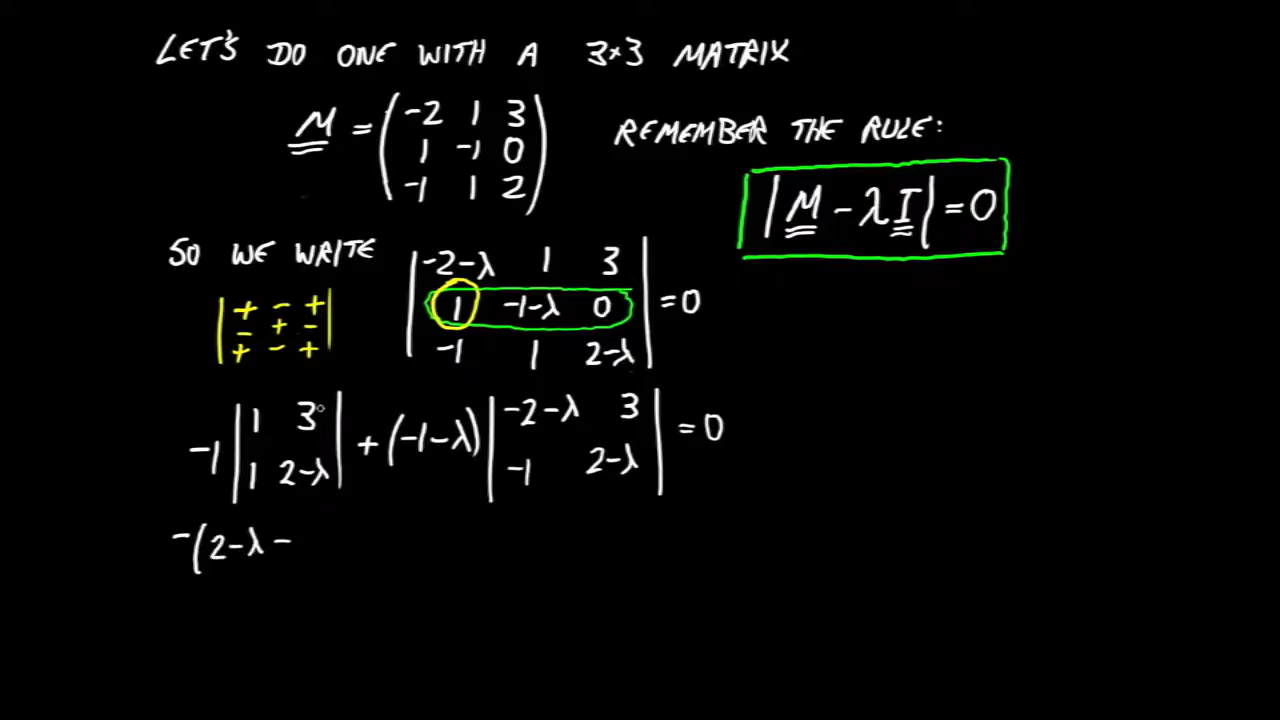 LET'S DO ONE WITH A 3×3 MATRIX
M = (-2 1 3
1 -1 0
-1 1 2)
REMEMBER THE RULE:
|M - λI| = 0
SO WE WRITE
|-2-λ 1 3|
|1 -1-λ 0| = 0
|-1 1 2-λ|
|+ - +|
|- + -|
|+ - +|
-1 |1 3| + (-1-λ) |-2-λ 3| = 0
|1 2-λ| |-1 2-λ|
-(2-λ -